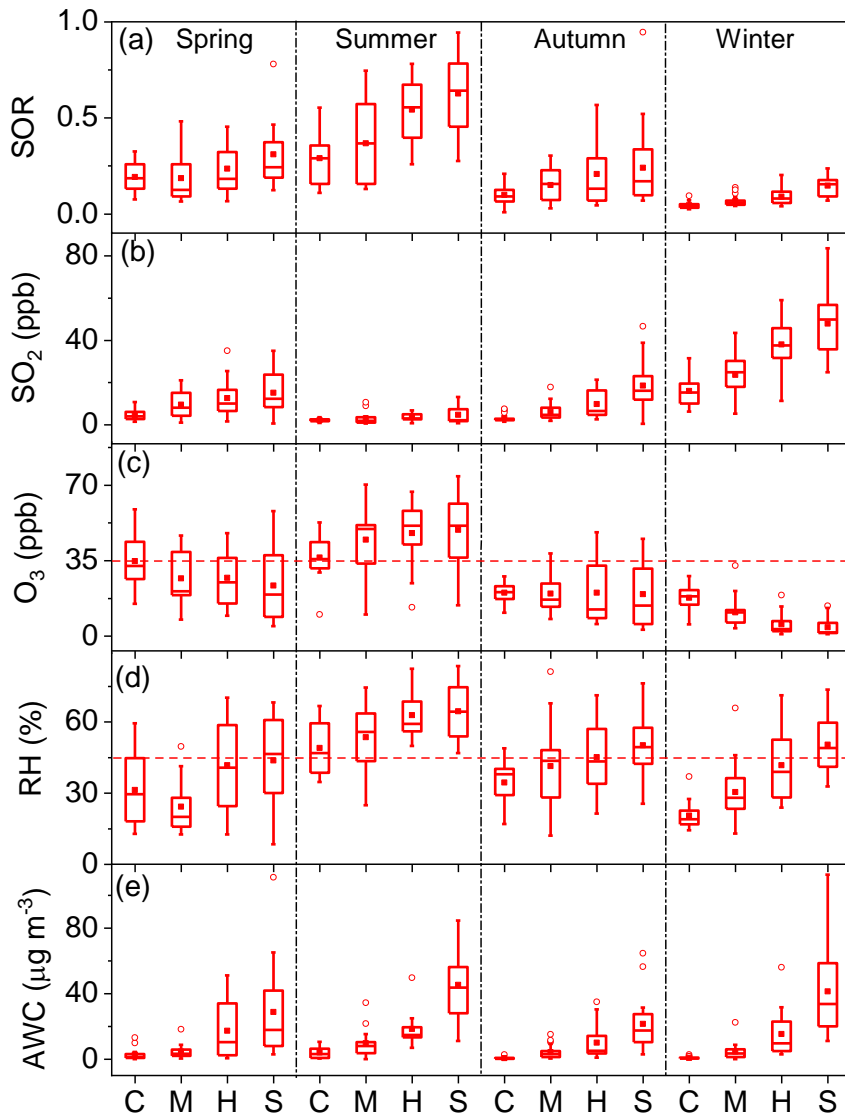 (a) Spring Summer Autumn Winter
1.0
0.5
0.0
SOR
(b)
80
40
0
SO₂ (ppb)
(c)
70
35
0
O₃ (ppb)
(d)
60
30
0
RH (%)
(e)
80
40
0
AWC (μg m⁻³)
C M H S C M H S C M H S C M H S